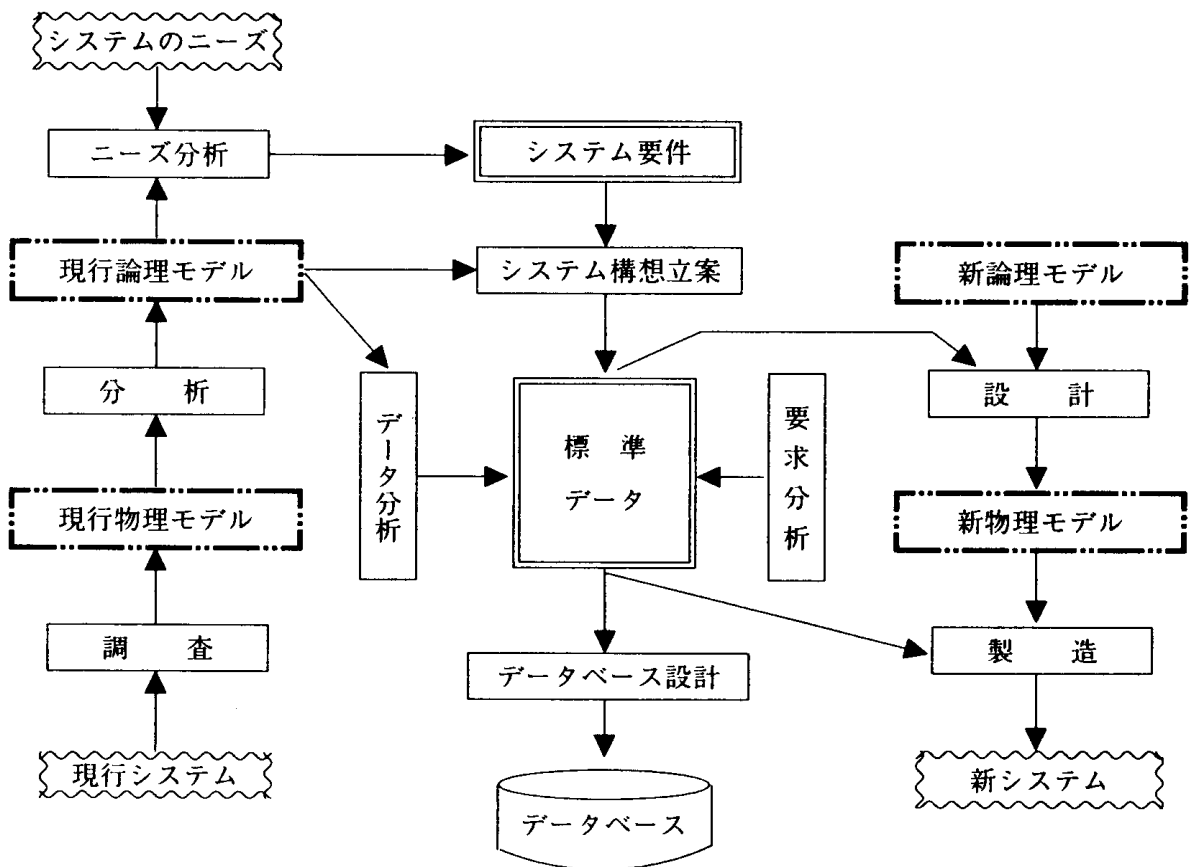 システムのニーズ
ニーズ分析
システム要件
現行論理モデル
システム構想立案
新論理モデル
分析
データ分析
標準
データ
要求分析
設計
現行物理モデル
新物理モデル
調査
データベース設計
製造
現行システム
データベース
新システム